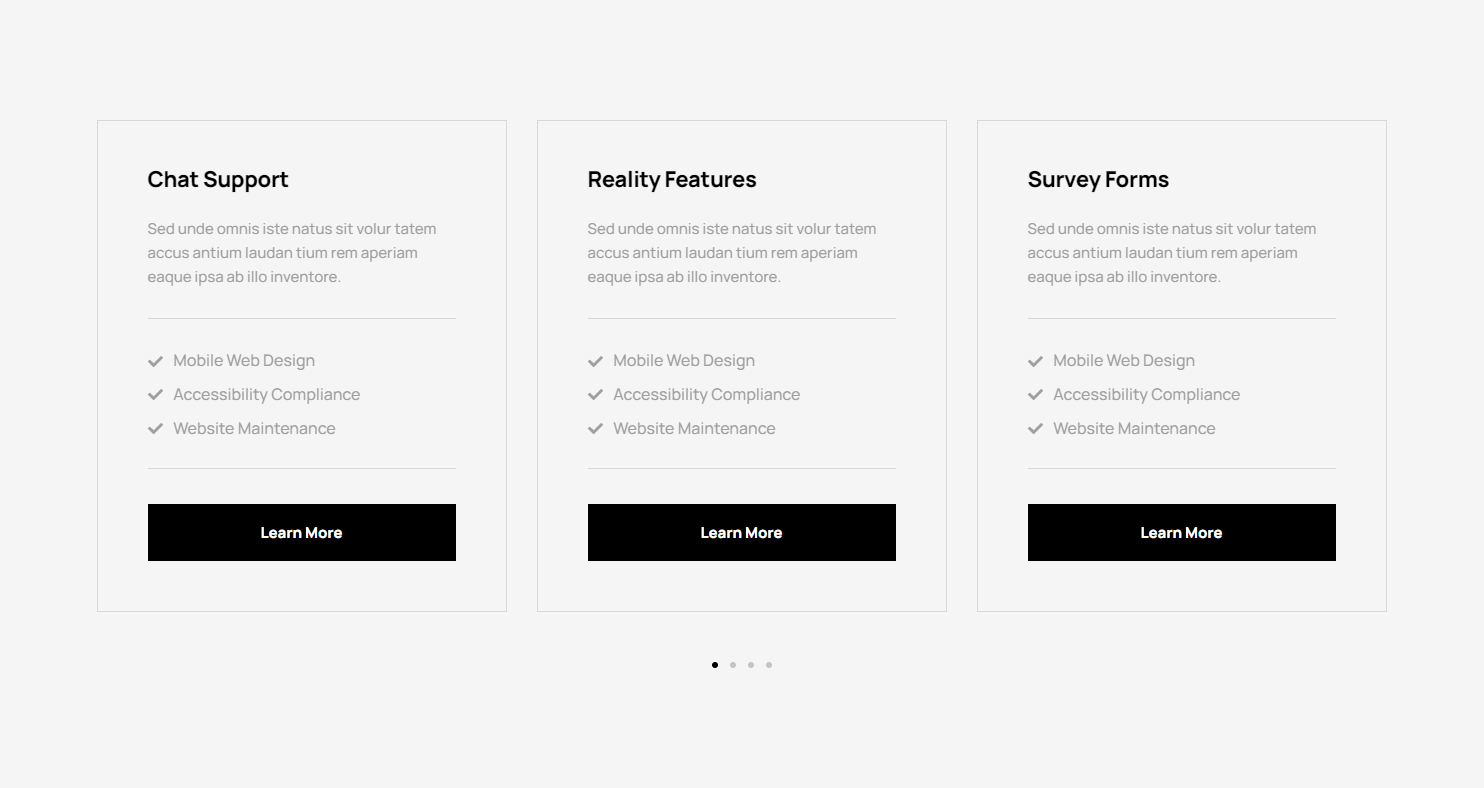 Chat Support
Sed unde omnis iste natus sit volur tatem
accus antium laudan tium rem aperiam
eaque ipsa ab illo inventore.
Mobile Web Design
Accessibility Compliance
Website Maintenance
Learn More
Reality Features
Sed unde omnis iste natus sit volur tatem
accus antium laudan tium rem aperiam
eaque ipsa ab illo inventore.
Mobile Web Design
Accessibility Compliance
Website Maintenance
Learn More
Survey Forms
Sed unde omnis iste natus sit volur tatem
accus antium laudan tium rem aperiam
eaque ipsa ab illo inventore.
Mobile Web Design
Accessibility Compliance
Website Maintenance
Learn More